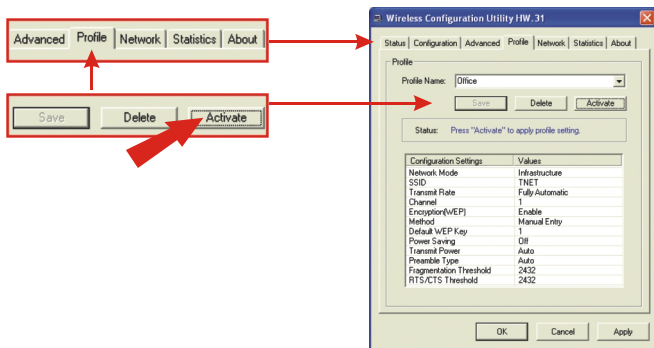 Advanced Profile Network Statistics About
Save Delete Activate
Wireless Configuration Utility HW.31
Status Configuration Advanced Profile Network Statistics About
Profile
Profile Name: Office
Save Delete Activate
Status: Press "Activate" to apply profile setting.
Configuration Settings Values
Network Mode Infrastructure
SSID TNET
Transmit Rate Fully Automatic
Channel 1
Encryption(WEP) Enable
Method Manual Entry
Default WEP Key 1
Power Saving Off
Transmit Power Auto
Preamble Type Auto
Fragmentation Threshold 2432
RTS/CTS Threshold 2432
OK Cancel Apply